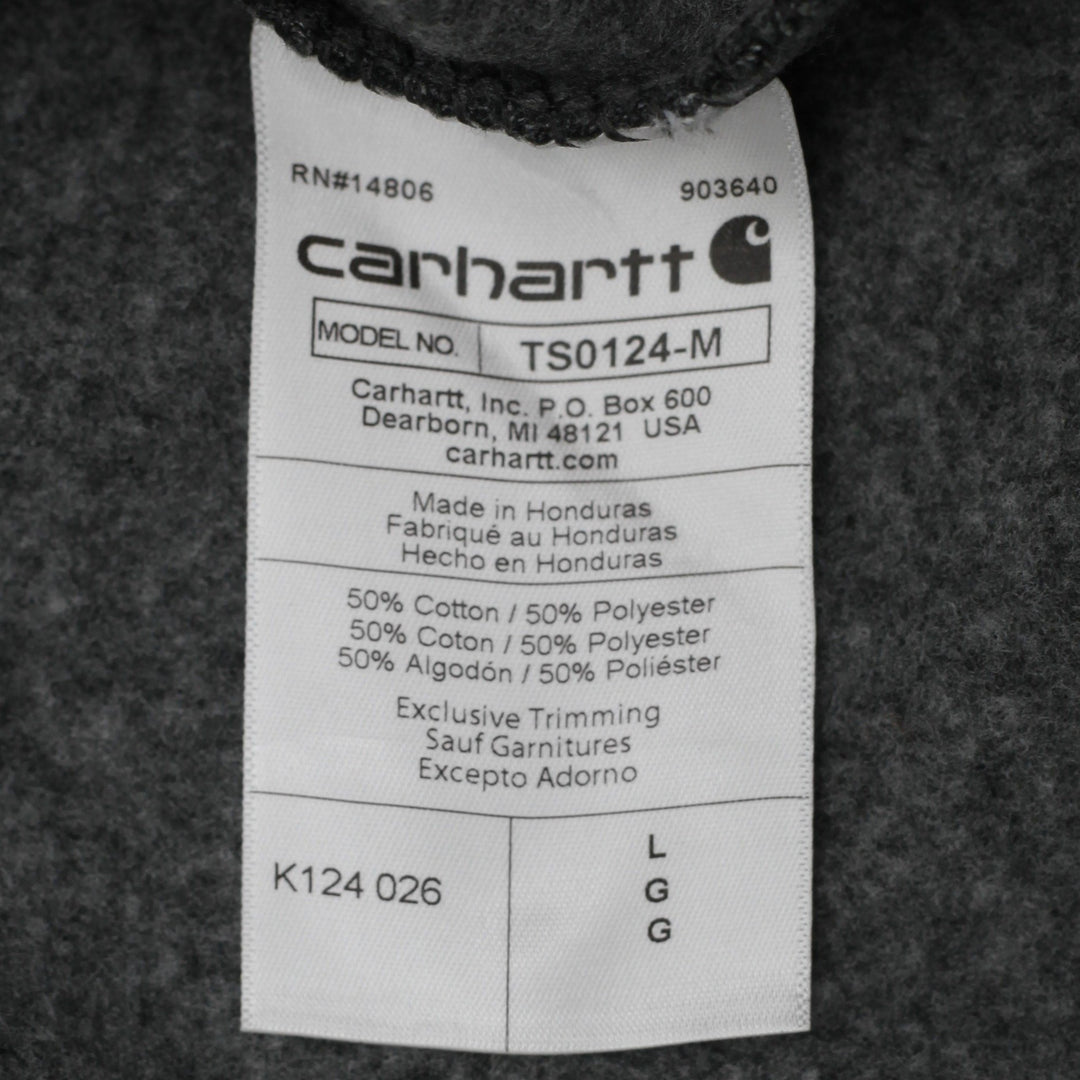 RN#14806 903640
carhartt
MODEL NO. TS0124-M
Carhartt, Inc. P.O. Box 600
Dearborn, MI 48121 USA
carhartt.com
Made in Honduras
Fabriqué au Honduras
Hecho en Honduras
50% Cotton / 50% Polyester
50% Coton / 50% Polyester
50% Algodón / 50% Poliéster
Exclusive Trimming
Sauf Garnitures
Excepto Adorno
K124 026
L
G
G